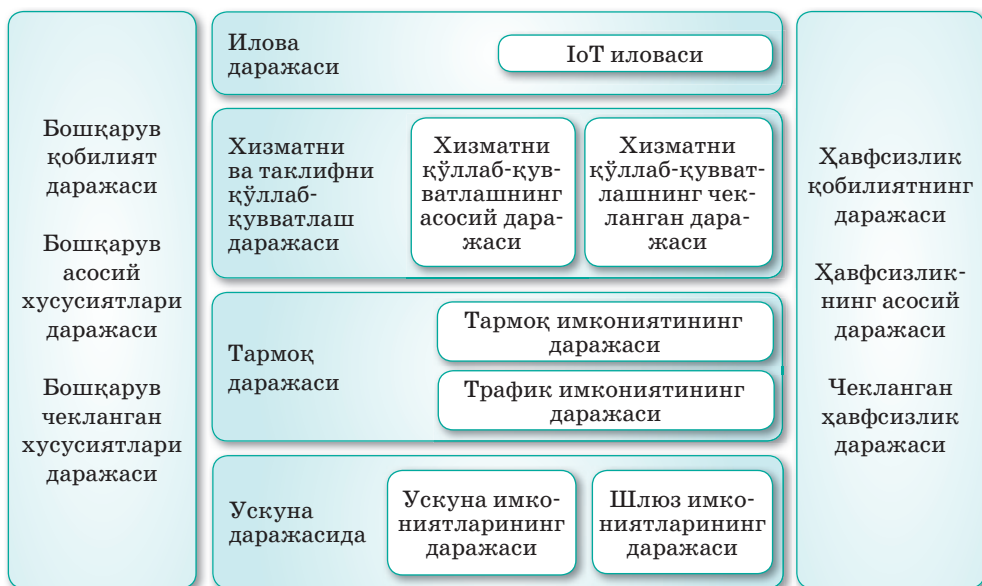 Бошқарув
қобилият
даражаси
Бошқарув
асосий
хусусиятлари
даражаси
Бошқарув
чекланган
хусусиятлари
даражаси
Илова
даражаси
IoT иловаси
Хизматни
ва таклифни
қўллаб-
қувватлаш
даражаси
Хизматни
қўллаб-қув-
ватлашнинг
асосий дара-
жаси
Хизматни
қўллаб-қувват-
лашнинг чек-
ланган дара-
жаси
Тармоқ
даражаси
Тармоқ имкониятининг
даражаси
Трафик имкониятининг
даражаси
Ускуна
даражасида
Ускуна имко-
ниятларининг
даражаси
Шлюз имко-
ниятларининг
даражаси
Ҳавфсизлик
қобилиятнинг
даражаси
Ҳавфсизлик-
нинг асосий
даражаси
Чекланган
ҳавфсизлик
даражаси